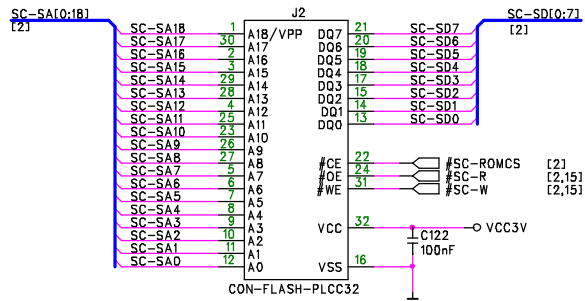 SC-SA[0:18] J2 SC-SD[0:7]
[2] [2]
SC-SA18 1 A18/VPP DQ7 21 SC-SD7
SC-SA17 30 A17 DQ6 20 SC-SD6
SC-SA16 2 A16 DQ5 19 SC-SD5
SC-SA15 3 A15 DQ4 18 SC-SD4
SC-SA14 29 A14 DQ3 17 SC-SD3
SC-SA13 28 A13 DQ2 15 SC-SD2
SC-SA12 4 A12 DQ1 14 SC-SD1
SC-SA11 25 A11 DQ0 13 SC-SD0
SC-SA10 23 A10
SC-SA9 26 A9
SC-SA8 27 A8 #CE 22 #SC-ROMCS [2]
SC-SA7 5 A7 #OE 24 #SC-R [2,15]
SC-SA6 6 A6 #WE 31 #SC-W [2,15]
SC-SA5 7 A5
SC-SA4 8 A4
SC-SA3 9 A3 VCC 32 VCC3V
SC-SA2 10 A2 C122
SC-SA1 11 A1 100nF
SC-SA0 12 A0 VSS 16
CON-FLASH-PLCC32